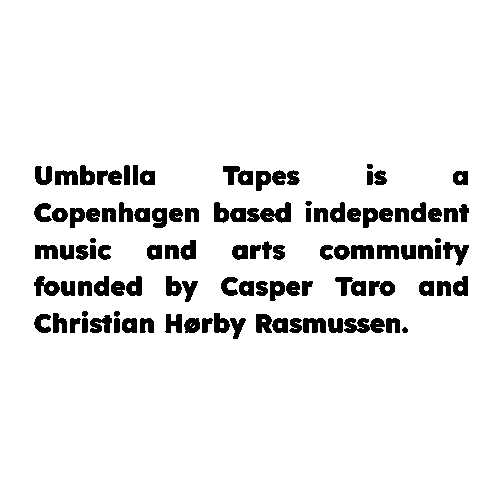 Umbrella Tapes is a
Copenhagen based independent
music and arts community
founded by Casper Taro and
Christian Hørby Rasmussen.